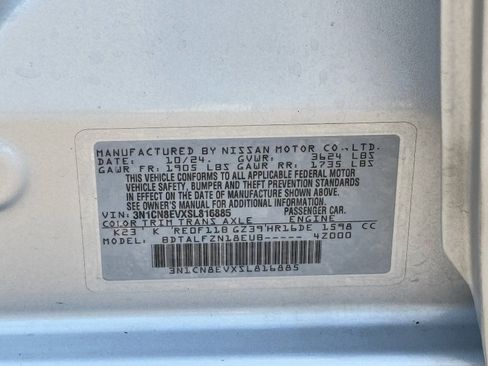 MANUFACTURED BY NISSAN MOTOR CO., LTD.
DATE: 10/24. GVWR: 3624 LBS
GAWR FR: 1905 LBS GAWR RR: 1735 LBS
THIS VEHICLE CONFORMS TO ALL APPLICABLE FEDERAL MOTOR
VEHICLE SAFETY, BUMPER AND THEFT PREVENTION STANDARDS
IN EFFECT ON THE DATE OF MANUFACTURE SHOWN ABOVE.
SEE OWNER'S MANUAL FOR ADDITIONAL INFORMATION.
VIN: 3N1CN8EVXSL816885 PASSENGER CAR.
COLOR TRIM TRANS AXLE ENGINE
K23 K RE0F11B GZ39 HR16DE 1598 CC
MODEL: BDTALFZN18EUB----- 4Z000
3N1CN8EVXSL816885